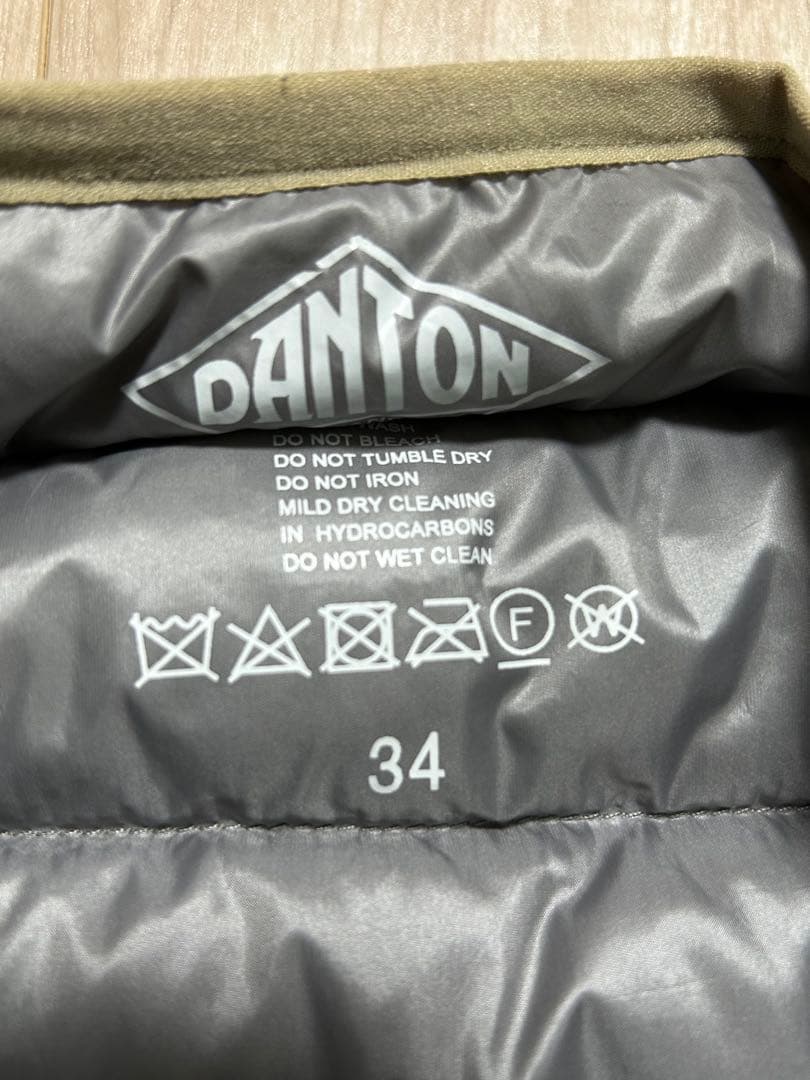 DANTON
WASH
DO NOT BLEACH
DO NOT TUMBLE DRY
DO NOT IRON
MILD DRY CLEANING
IN HYDROCARBONS
DO NOT WET CLEAN
F W
34